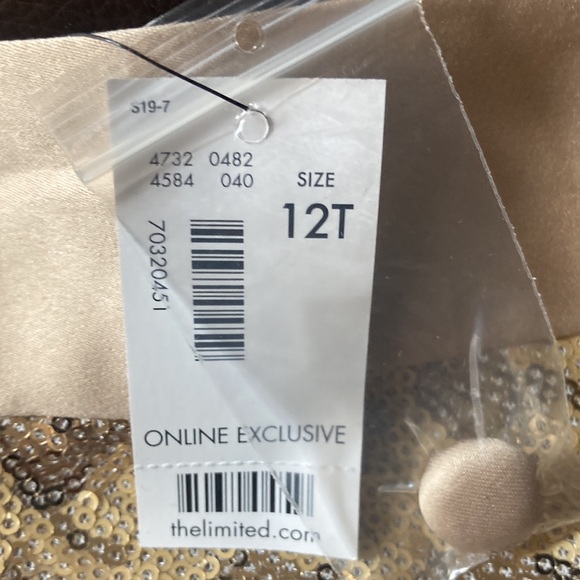 S19-7
4732 0482
4584 040
SIZE
12T
70320451
ONLINE EXCLUSIVE
thelimited.com